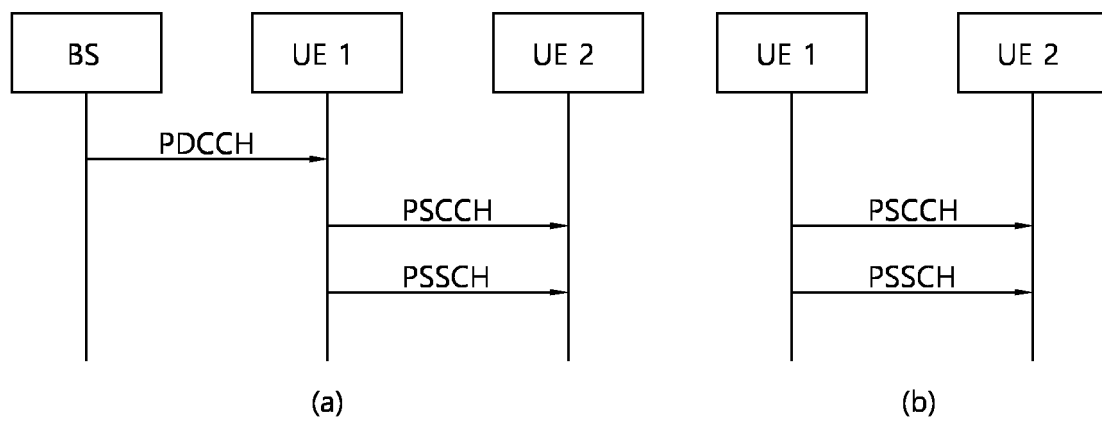 BS UE 1 UE 2 UE 1 UE 2
PDCCH
PSCCH PSCCH
PSSCH PSSCH
(a) (b)